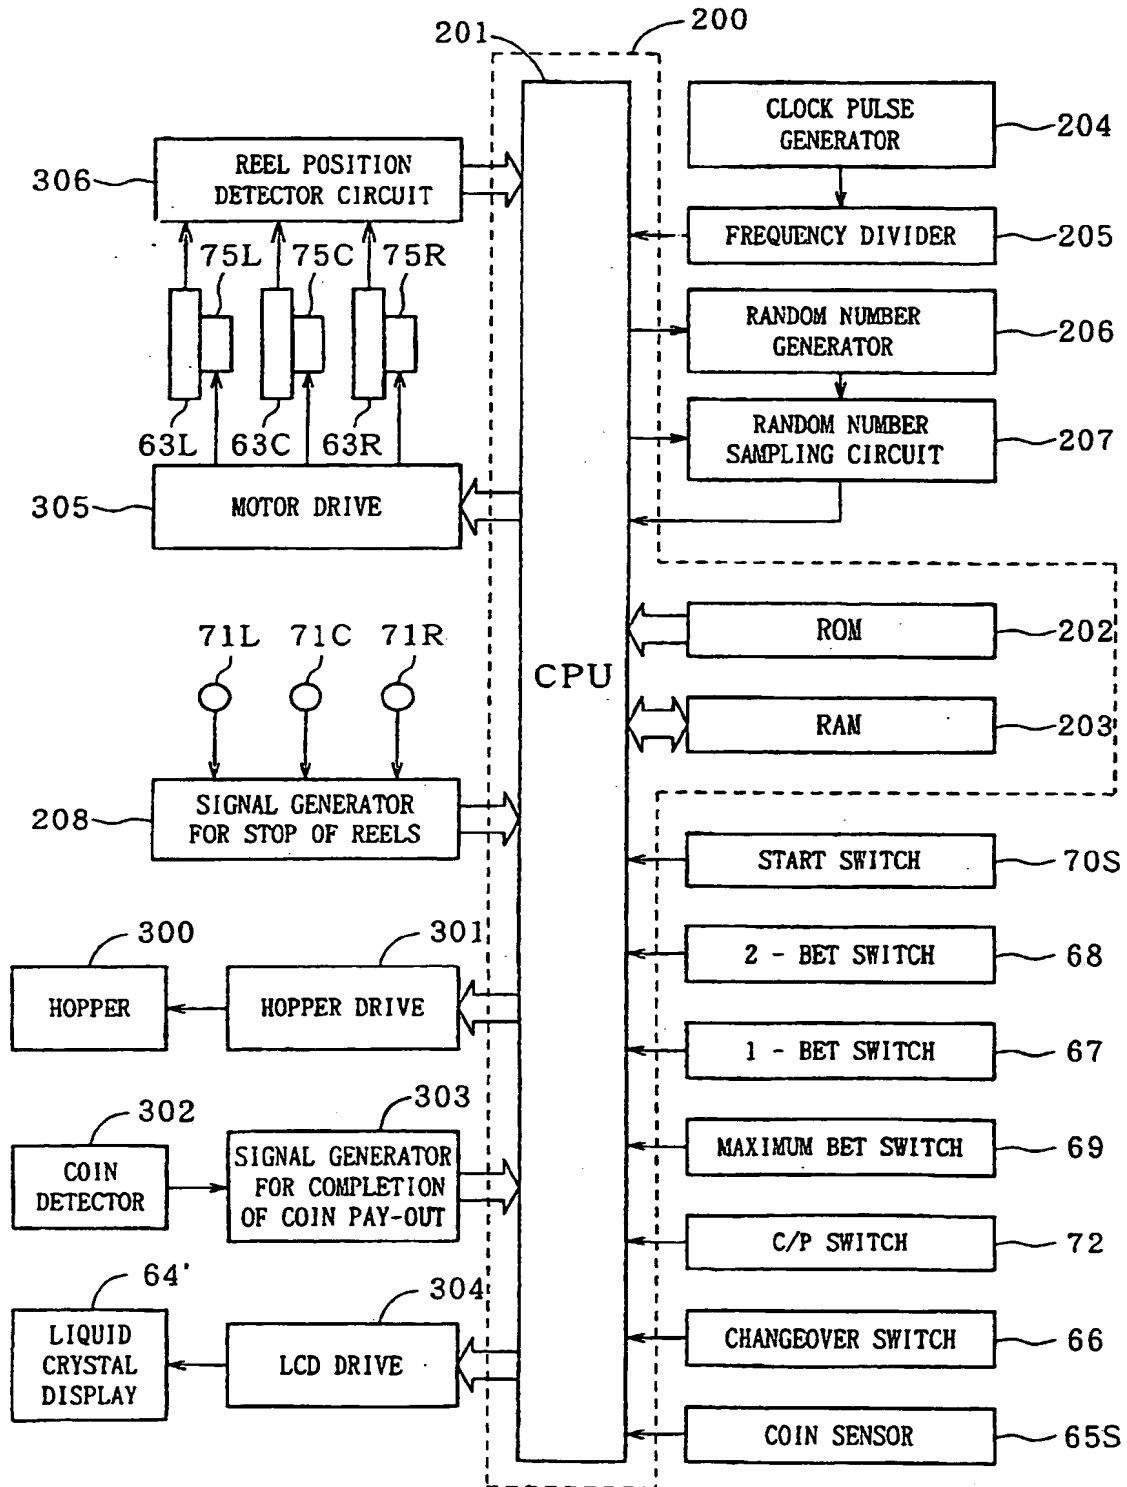 200
201
CLOCK PULSE
GENERATOR
204
REEL POSITION
DETECTOR CIRCUIT
306
FREQUENCY DIVIDER
205
75L 75C 75R
RANDOM NUMBER
GENERATOR
206
63L 63C 63R
RANDOM NUMBER
SAMPLING CIRCUIT
207
MOTOR DRIVE
305
ROM
202
71L 71C 71R
CPU
RAM
203
SIGNAL GENERATOR
FOR STOP OF REELS
208
START SWITCH
70S
300
301
2 - BET SWITCH
68
HOPPER
HOPPER DRIVE
1 - BET SWITCH
67
302
303
COIN
DETECTOR
SIGNAL GENERATOR
FOR COMPLETION
OF COIN PAY-OUT
MAXIMUM BET SWITCH
69
C/P SWITCH
72
64'
304
LIQUID
CRYSTAL
DISPLAY
LCD DRIVE
CHANGEOVER SWITCH
66
COIN SENSOR
65S